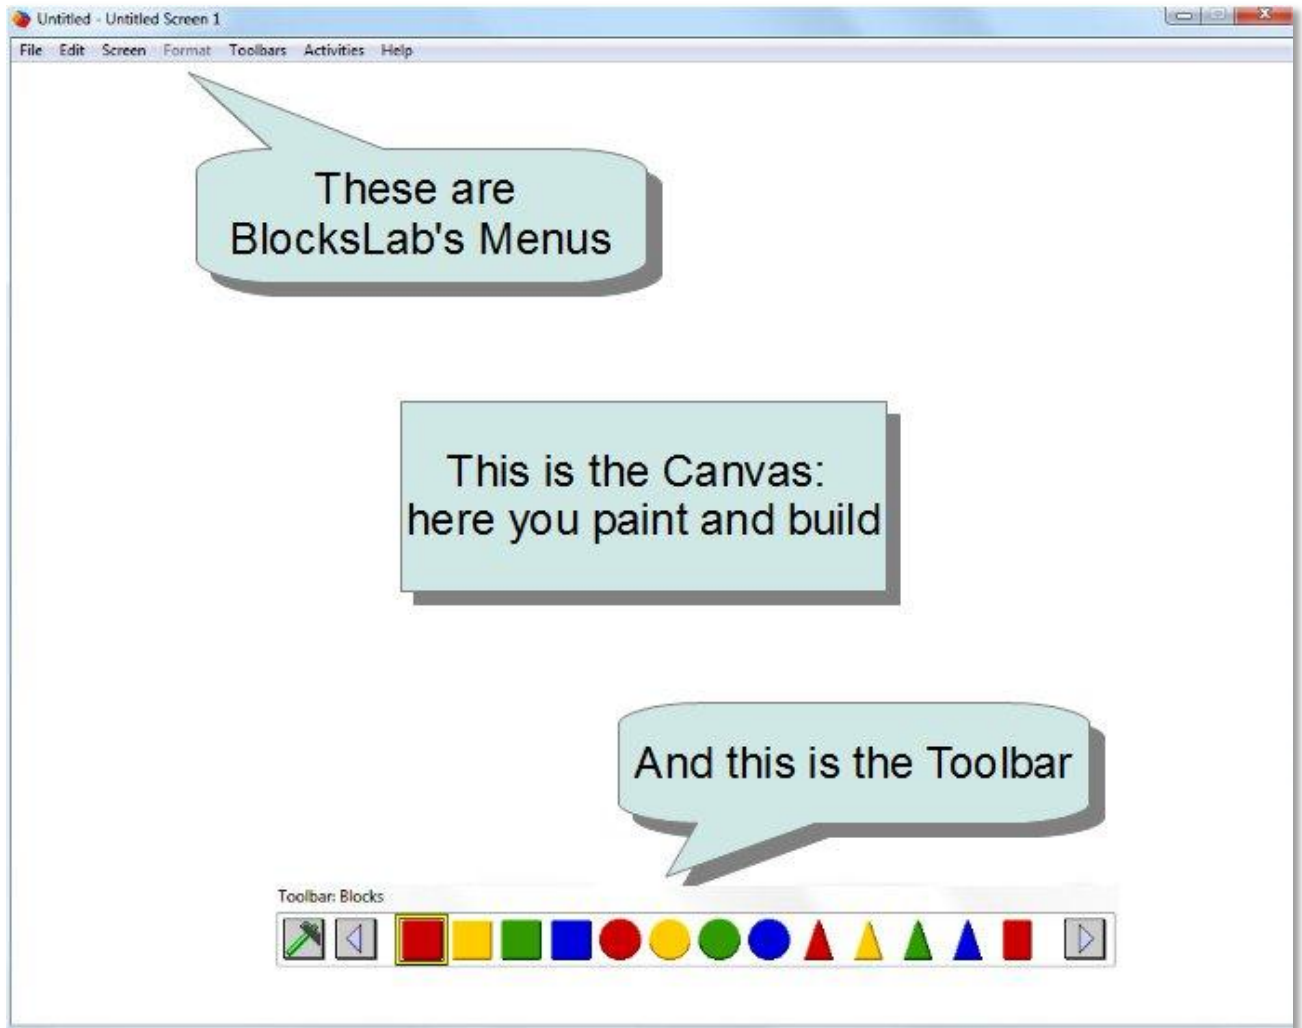 Untitled - Untitled Screen 1
File Edit Screen Format Toolbars Activities Help
These are
BlocksLab's Menus
This is the Canvas:
here you paint and build
And this is the Toolbar
Toolbar: Blocks